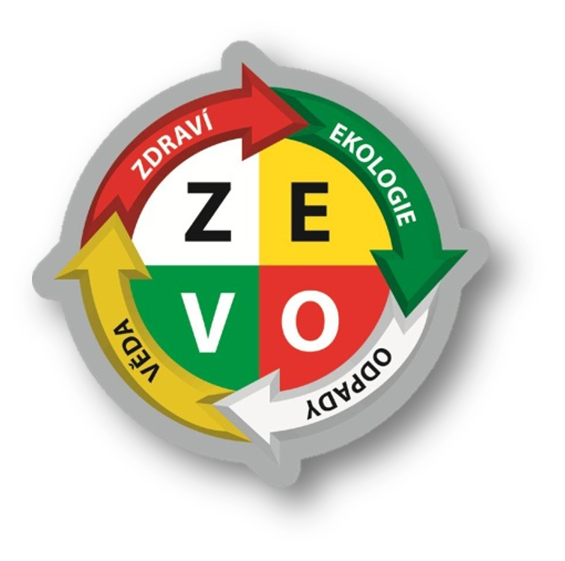 ZDRAVÍ
EKOLOGIE
Z E
V O
VĚDA
ODPADY